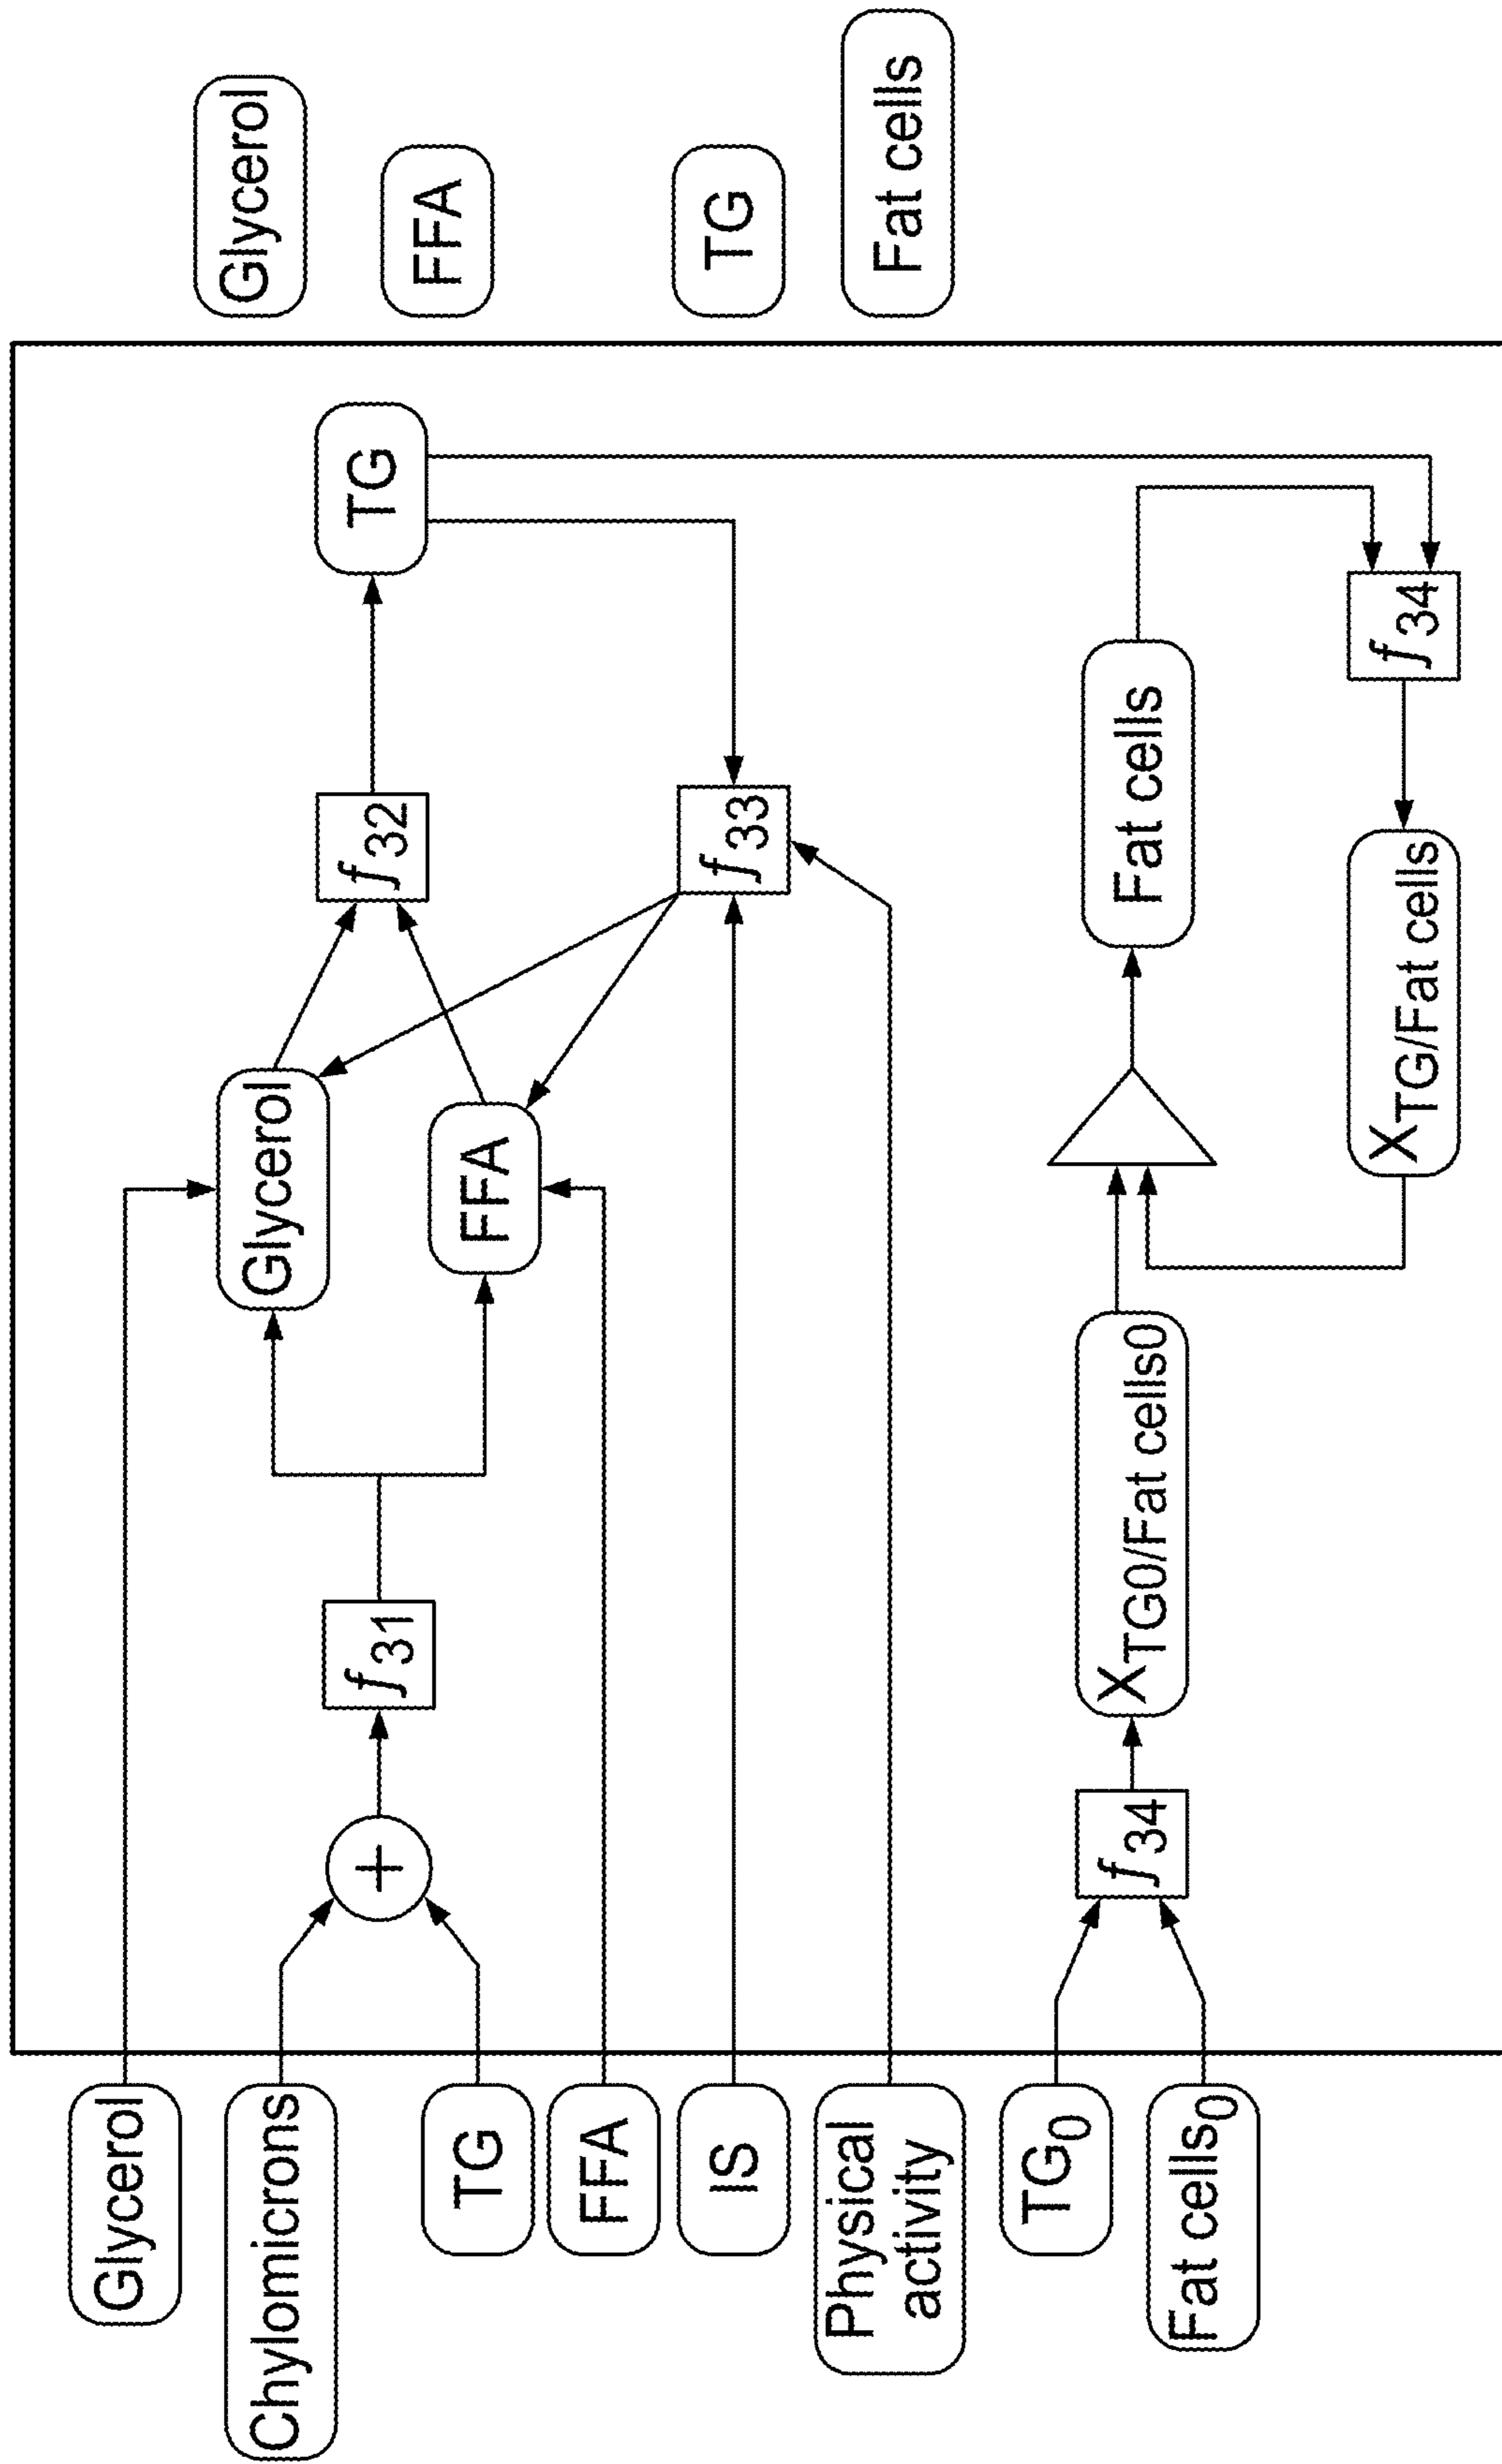 Glycerol
Chylomicrons
TG
FFA
IS
Physical
activity
TG0
Fat cells0
+
f31
Glycerol
FFA
f32
f33
TG
f34
XTG0/Fat cells0
Fat cells
f34
XTG/Fat cells
Glycerol
FFA
TG
Fat cells